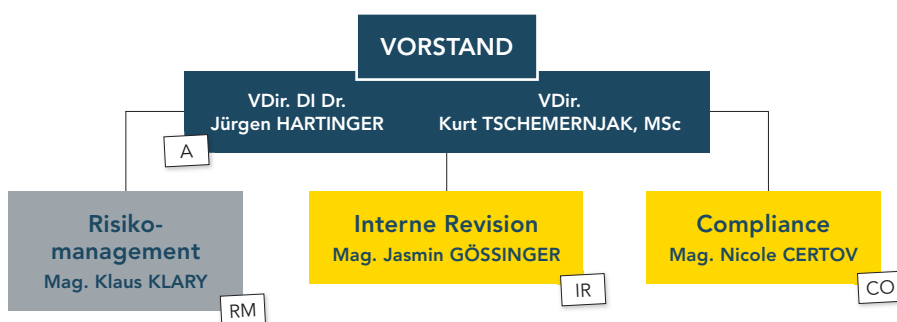 VORSTAND
VDir. DI Dr.
Jürgen HARTINGER
VDir.
Kurt TSCHEMERNJAK, MSc
A
Risiko-
management
Mag. Klaus KLARY
RM
Interne Revision
Mag. Jasmin GÖSSINGER
IR
Compliance
Mag. Nicole CERTOV
CO